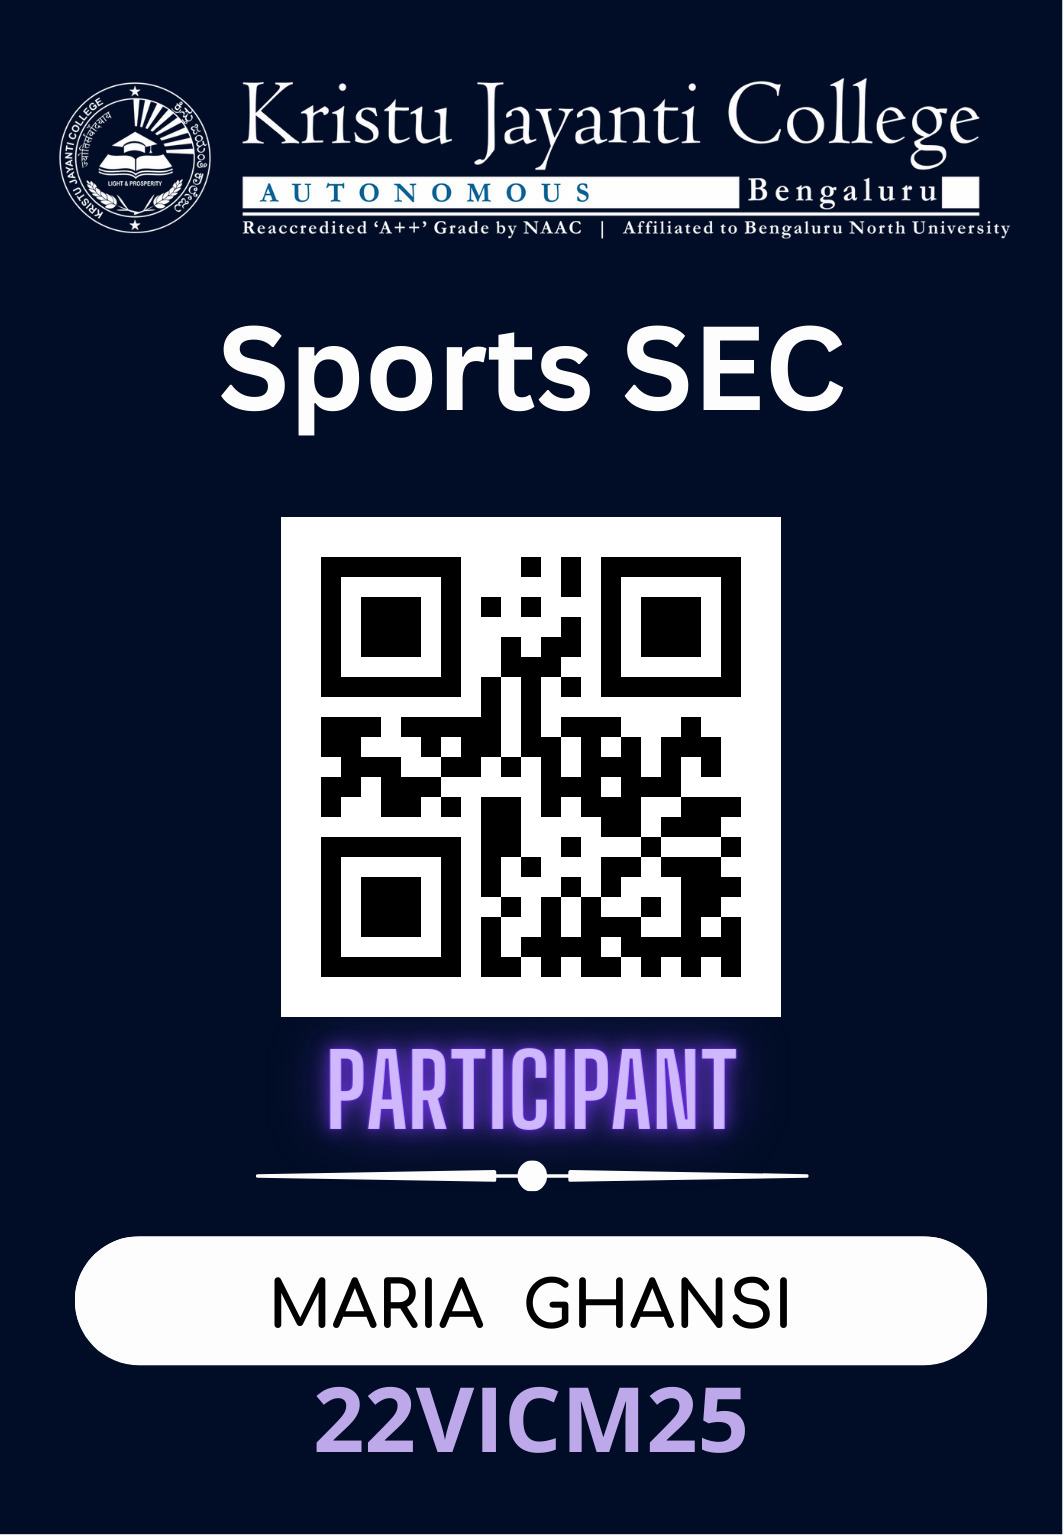 KRISTU JAYANTI COLLEGE
LIGHT & PROSPERITY
Kristu Jayanti College
AUTONOMOUS Bengaluru
Reaccredited ‘A++’ Grade by NAAC | Affiliated to Bengaluru North University
Sports SEC
PARTICIPANT
MARIA GHANSI
22VICM25